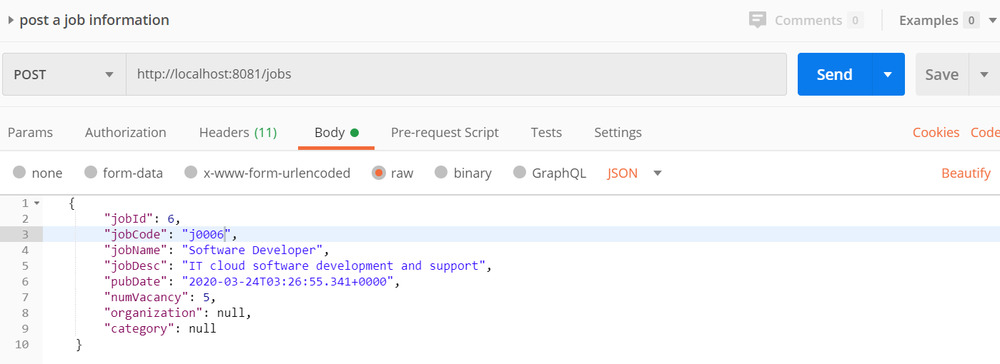 post a job information Comments 0 Examples 0
POST http://localhost:8081/jobs Send Save
Params Authorization Headers (11) Body Pre-request Script Tests Settings Cookies Code
none form-data x-www-form-urlencoded raw binary GraphQL JSON Beautify
1 {
2 "jobId": 6,
3 "jobCode": "j0006",
4 "jobName": "Software Developer",
5 "jobDesc": "IT cloud software development and support",
6 "pubDate": "2020-03-24T03:26:55.341+0000",
7 "numVacancy": 5,
8 "organization": null,
9 "category": null
10 }